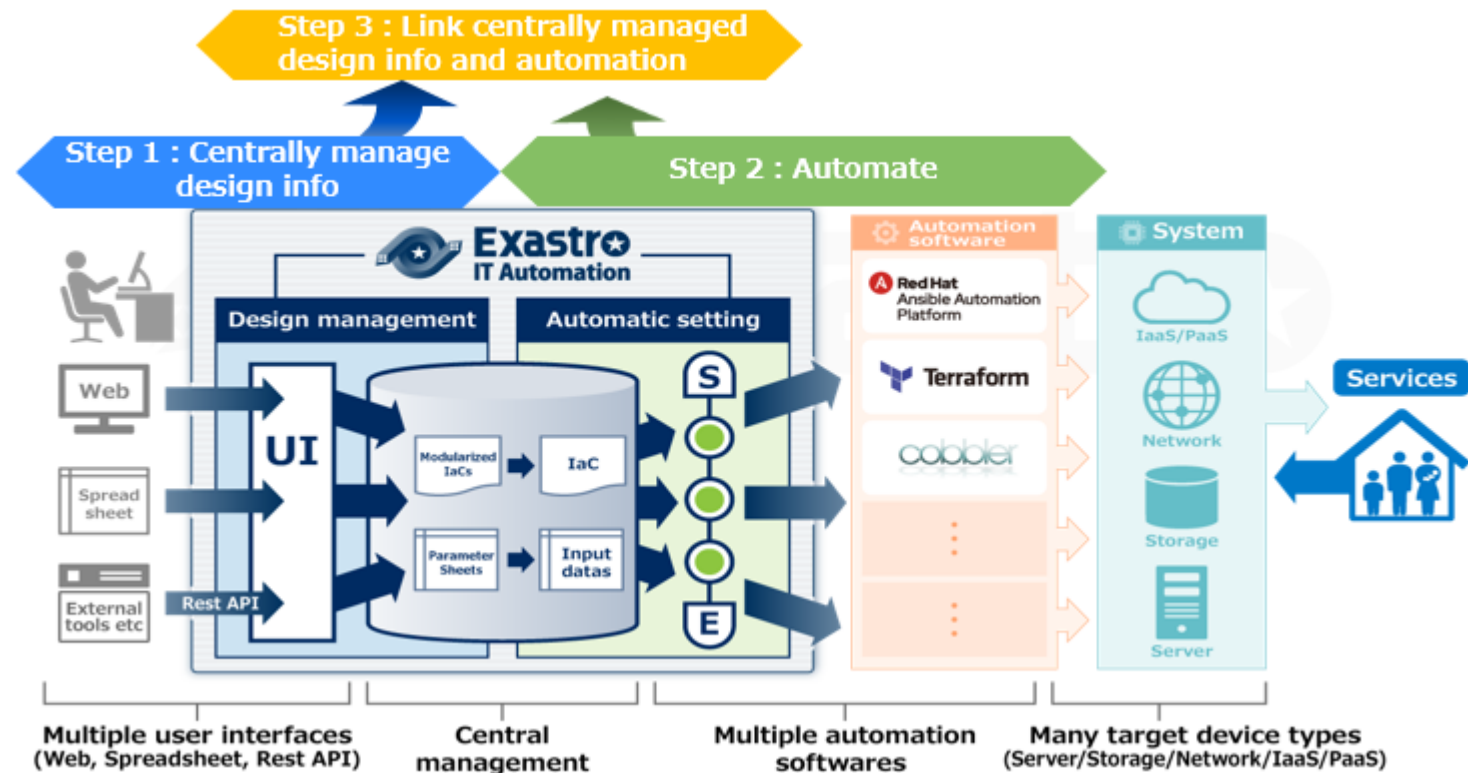 Step 3 : Link centrally managed
design info and automation
Step 1 : Centrally manage
design info
Step 2 : Automate
Exastro
IT Automation
Design management
Automatic setting
Automation
software
System
Red Hat
Ansible Automation
Platform
IaaS/PaaS
Web
UI
S
Terraform
Services
Modularized
IaCs
IaC
cobbler
Network
Spread
sheet
Parameter
Sheets
Input
datas
Storage
External
tools etc
Rest API
E
Server
Multiple user interfaces
(Web, Spreadsheet, Rest API)
Central
management
Multiple automation
softwares
Many target device types
(Server/Storage/Network/IaaS/PaaS)